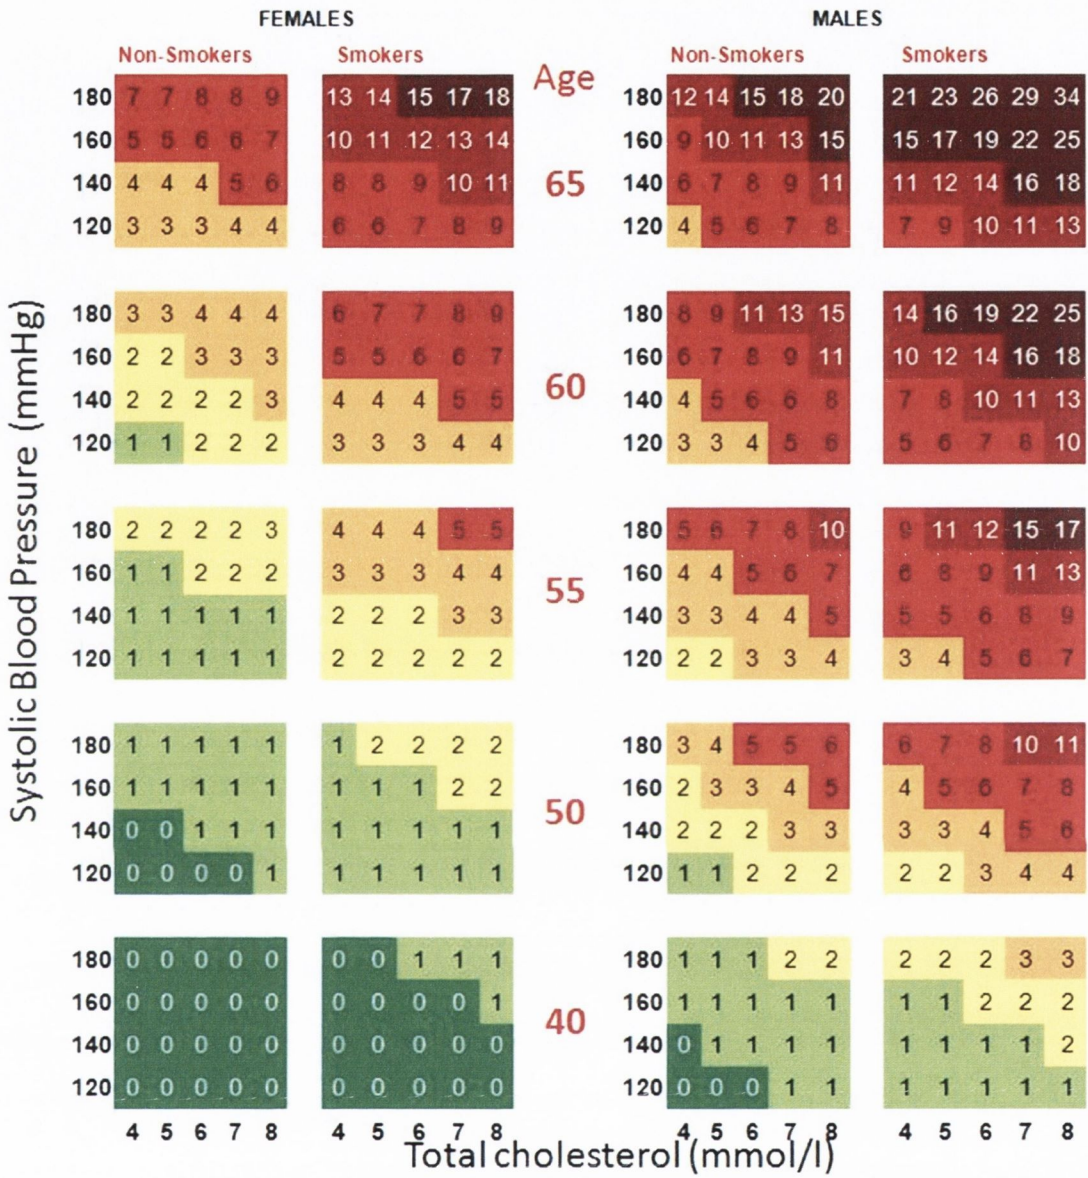 FEMALES MALES
Non-Smokers Smokers Age Non-Smokers Smokers
180 7 7 8 8 9 13 14 15 17 18 12 14 15 18 20 21 23 26 29 34
160 5 5 6 6 7 10 11 12 13 14 9 10 11 13 15 15 17 19 22 25
140 4 4 4 5 6 8 8 9 10 11 65 6 7 8 9 11 11 12 14 16 18
120 3 3 3 4 4 6 6 7 8 9 4 5 6 7 8 7 9 10 11 13
180 3 3 4 4 4 6 7 7 8 9 8 9 11 13 15 14 16 19 22 25
160 2 2 3 3 3 5 5 6 6 7 60 6 7 8 9 11 10 12 14 16 18
140 2 2 2 2 3 4 4 4 5 5 4 5 6 6 8 7 8 10 11 13
120 1 1 2 2 2 3 3 3 4 4 3 3 4 5 6 5 6 7 8 10
180 2 2 2 2 3 4 4 4 5 5 5 6 7 8 10 9 11 12 15 17
160 1 1 2 2 2 3 3 3 4 4 55 4 4 5 6 7 6 8 9 11 13
140 1 1 1 1 1 2 2 2 3 3 3 3 4 4 5 5 5 6 8 9
120 1 1 1 1 1 2 2 2 2 2 2 2 3 3 4 3 4 5 6 7
180 1 1 1 1 1 1 2 2 2 2 3 4 5 5 6 6 7 8 10 11
160 1 1 1 1 1 1 1 1 2 2 50 2 3 3 4 5 4 5 6 7 8
140 0 0 1 1 1 1 1 1 1 1 2 2 2 3 3 3 3 4 5 6
120 0 0 0 0 1 1 1 1 1 1 1 1 2 2 2 2 2 3 4 4
180 0 0 0 0 0 0 0 1 1 1 1 1 1 2 2 2 2 2 3 3
160 0 0 0 0 0 0 0 0 0 1 40 1 1 1 1 1 1 1 2 2 2
140 0 0 0 0 0 0 0 0 0 0 0 1 1 1 1 1 1 1 1 2
120 0 0 0 0 0 0 0 0 0 0 0 0 0 1 1 1 1 1 1 1
4 5 6 7 8 4 5 6 7 8 4 5 6 7 8 4 5 6 7 8
Total cholesterol (mmol/l)
Systolic Blood Pressure (mmHg)